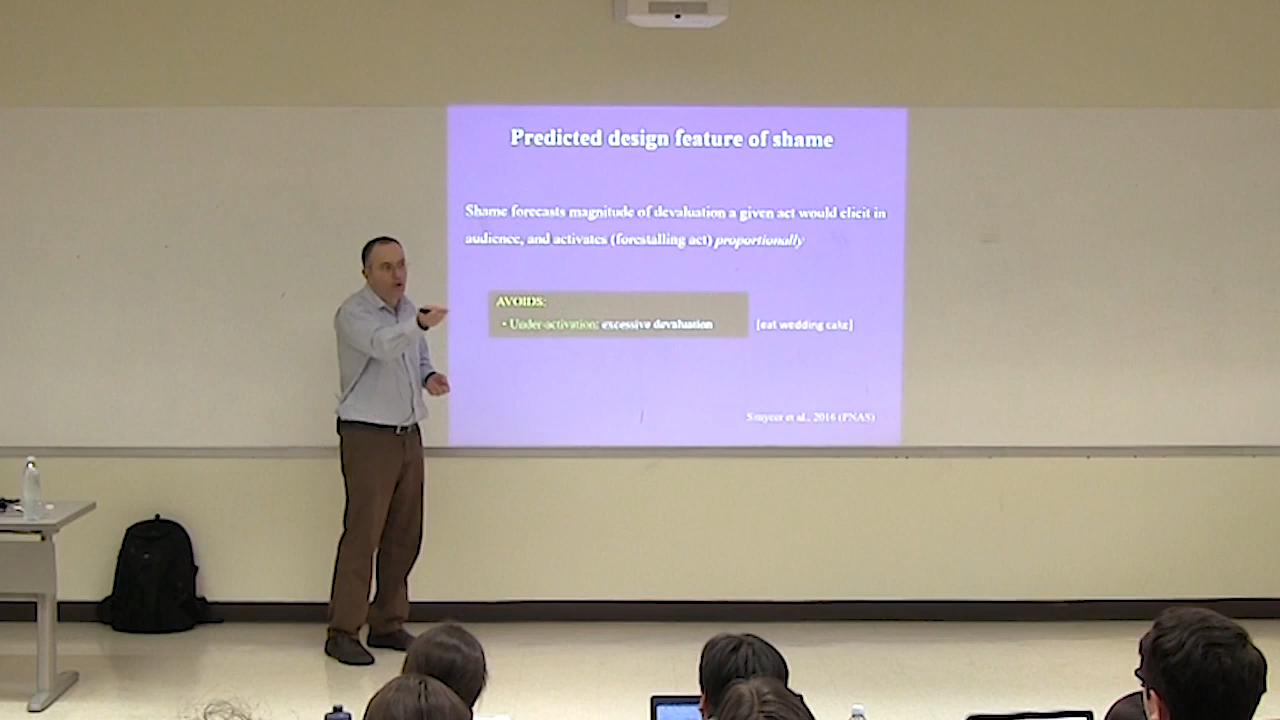 Predicted design feature of shame
Shame forecasts magnitude of devaluation a given act would elicit in
audience, and activates (forestalling act) proportionally
AVOIDS:
• Under-activation: excessive devaluation
[eat wedding cake]
Sznycer et al., 2016 (PNAS)